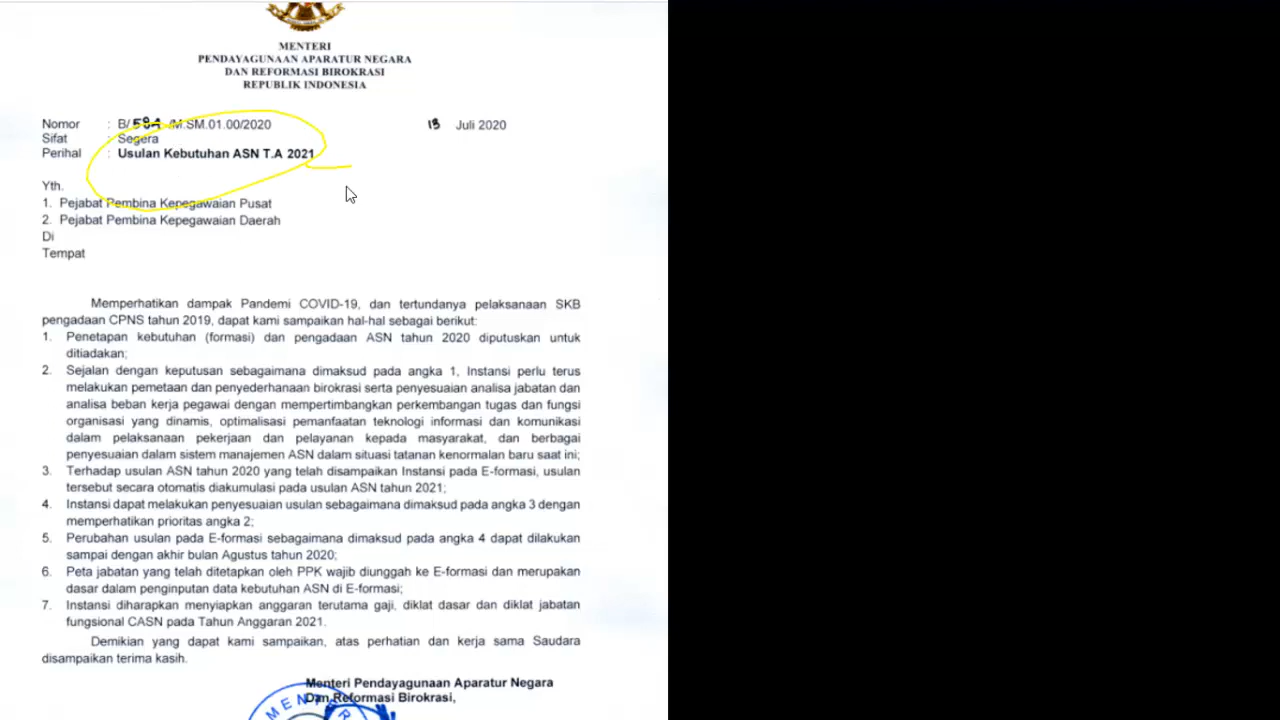 MENTERI
PENDAYAGUNAAN APARATUR NEGARA
DAN REFORMASI BIROKRASI
REPUBLIK INDONESIA
Nomor : B/584 /M.SM.01.00/2020 13 Juli 2020
Sifat : Segera
Perihal : Usulan Kebutuhan ASN T.A 2021
Yth.
1. Pejabat Pembina Kepegawaian Pusat
2. Pejabat Pembina Kepegawaian Daerah
Di
Tempat
Memperhatikan dampak Pandemi COVID-19, dan tertundanya pelaksanaan SKB
pengadaan CPNS tahun 2019, dapat kami sampaikan hal-hal sebagai berikut:
1. Penetapan kebutuhan (formasi) dan pengadaan ASN tahun 2020 diputuskan untuk
ditiadakan;
2. Sejalan dengan keputusan sebagaimana dimaksud pada angka 1, Instansi perlu terus
melakukan pemetaan dan penyederhanaan birokrasi serta penyesuaian analisa jabatan dan
analisa beban kerja pegawai dengan mempertimbangkan perkembangan tugas dan fungsi
organisasi yang dinamis, optimalisasi pemanfaatan teknologi informasi dan komunikasi
dalam pelaksanaan pekerjaan dan pelayanan kepada masyarakat, dan berbagai
penyesuaian dalam sistem manajemen ASN dalam situasi tatanan kenormalan baru saat ini;
3. Terhadap usulan ASN tahun 2020 yang telah disampaikan Instansi pada E-formasi, usulan
tersebut secara otomatis diakumulasi pada usulan ASN tahun 2021;
4. Instansi dapat melakukan penyesuaian usulan sebagaimana dimaksud pada angka 3 dengan
memperhatikan prioritas angka 2;
5. Perubahan usulan pada E-formasi sebagaimana dimaksud pada angka 4 dapat dilakukan
sampai dengan akhir bulan Agustus tahun 2020;
6. Peta jabatan yang telah ditetapkan oleh PPK wajib diunggah ke E-formasi dan merupakan
dasar dalam penginputan data kebutuhan ASN di E-formasi;
7. Instansi diharapkan menyiapkan anggaran terutama gaji, diklat dasar dan diklat jabatan
fungsional CASN pada Tahun Anggaran 2021.
Demikian yang dapat kami sampaikan, atas perhatian dan kerja sama Saudara
disampaikan terima kasih.
Menteri Pendayagunaan Aparatur Negara
Dan Reformasi Birokrasi,
MENTER